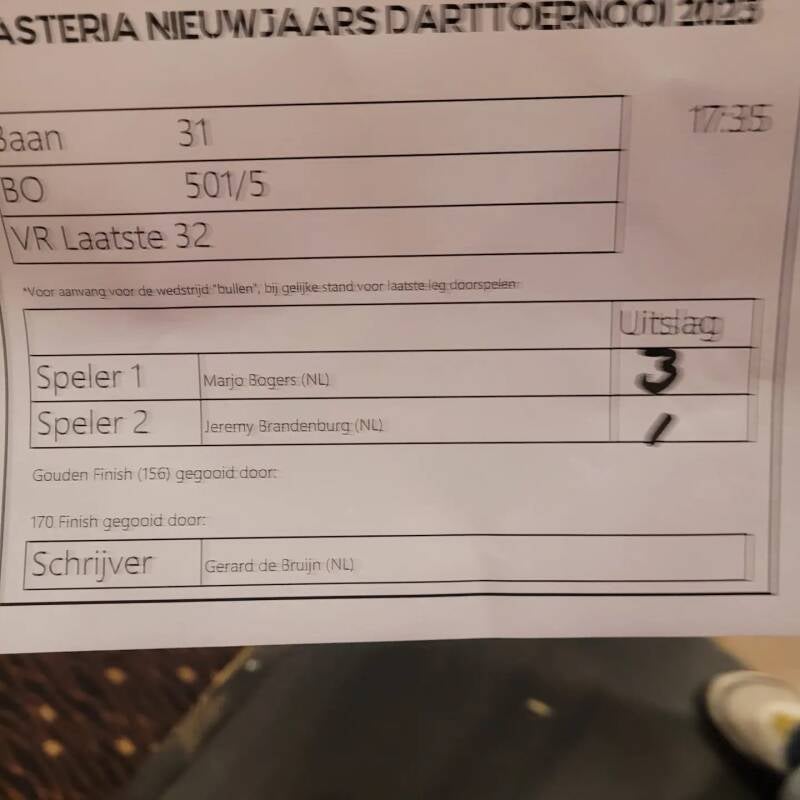 ASTERIA NIEUWJAARS DARTTOERNOOI 2023
17:35
Baan 31
BO 501/5
VR Laatste 32
*Voor aanvang voor de wedstrijd "bullen", bij gelijke stand voor laatste leg doorspelen
Uitslag
Speler 1 Marjo Bogers (NL) 3
Speler 2 Jeremy Brandenburg (NL) 1
Gouden Finish (156) gegooid door:
170 Finish gegooid door:
Schrijver Gerard de Bruijn (NL)